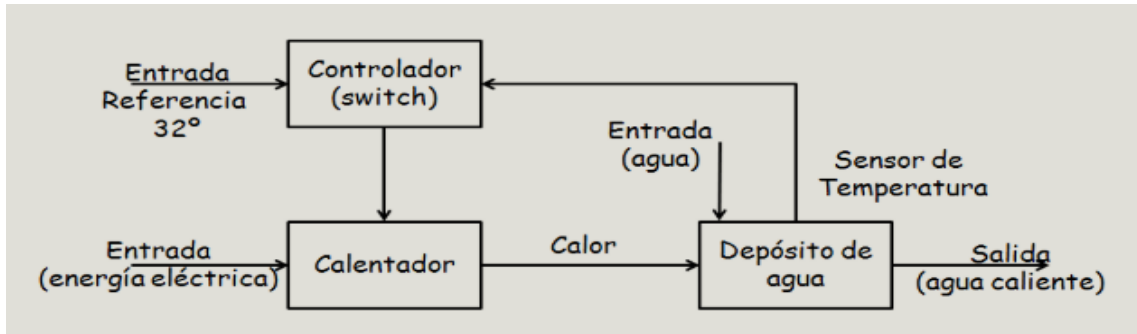 Entrada
Referencia
32º
Controlador
(switch)
Entrada
(agua)
Sensor de
Temperatura
Entrada
(energía eléctrica)
Calentador
Calor
Depósito de
agua
Salida
(agua caliente)